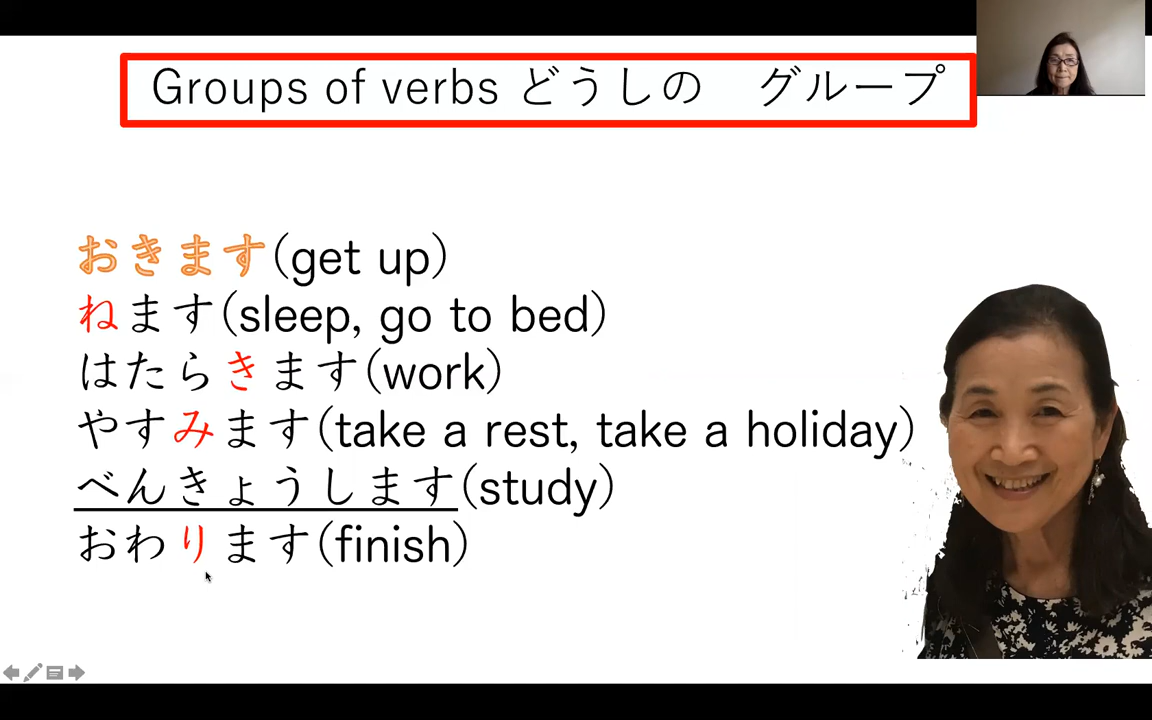 Groups of verbs どうしの　グループ
おきます(get up)
ねます(sleep, go to bed)
はたらきます(work)
やすみます(take a rest, take a holiday)
べんきょうします(study)
おわります(finish)